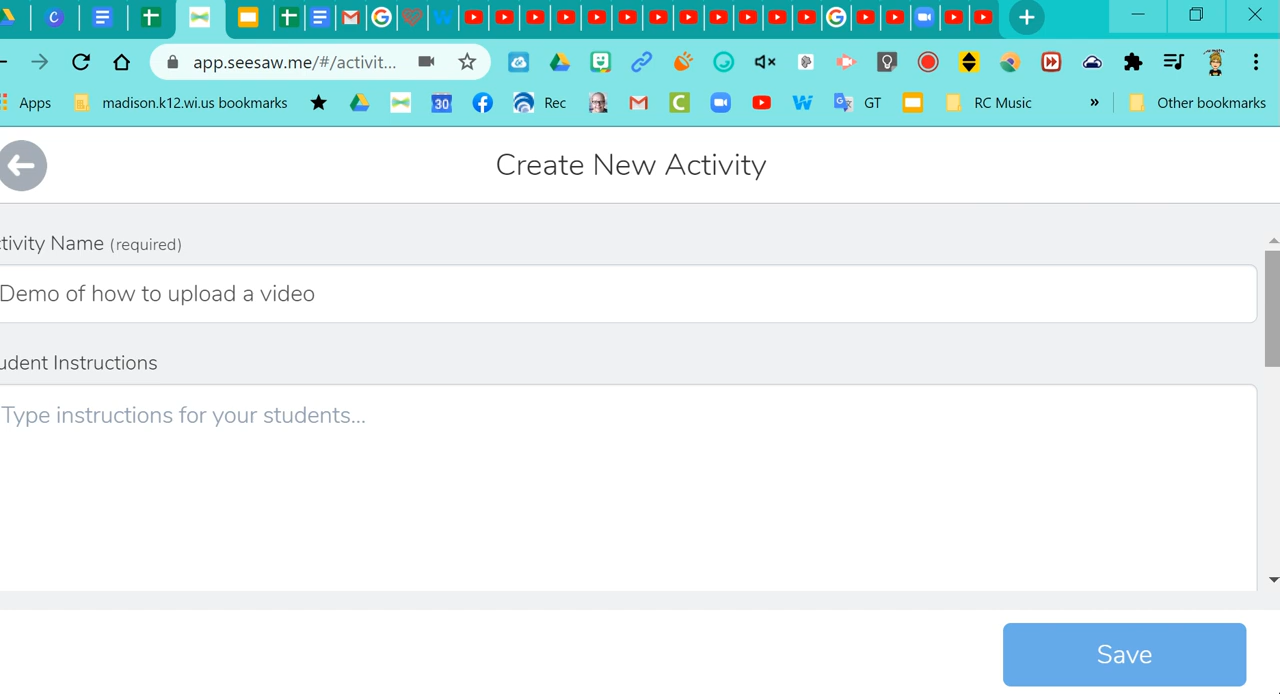 app.seesaw.me/#/activit...
Apps madison.k12.wi.us bookmarks 30 Rec GT RC Music » Other bookmarks
Create New Activity
ctivity Name (required)
Demo of how to upload a video
udent Instructions
Type instructions for your students...
Save